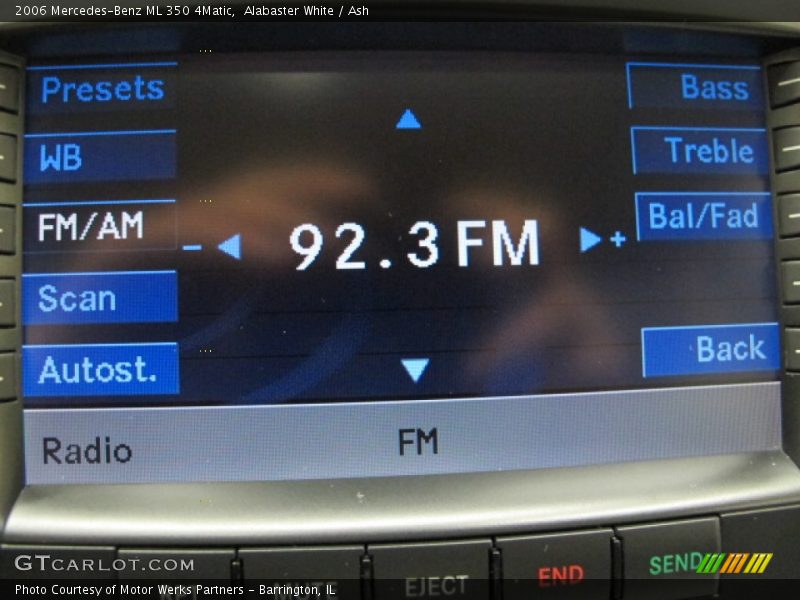 2006 Mercedes-Benz ML 350 4Matic,  Alabaster White / Ash
Presets
Bass
WB
Treble
FM/AM
Bal/Fad
– 92.3 FM +
Scan
Back
Autost.
Radio
FM
GTCARLOT.COM
MUTE
EJECT
END
SEND
Photo Courtesy of Motor Werks Partners - Barrington, IL